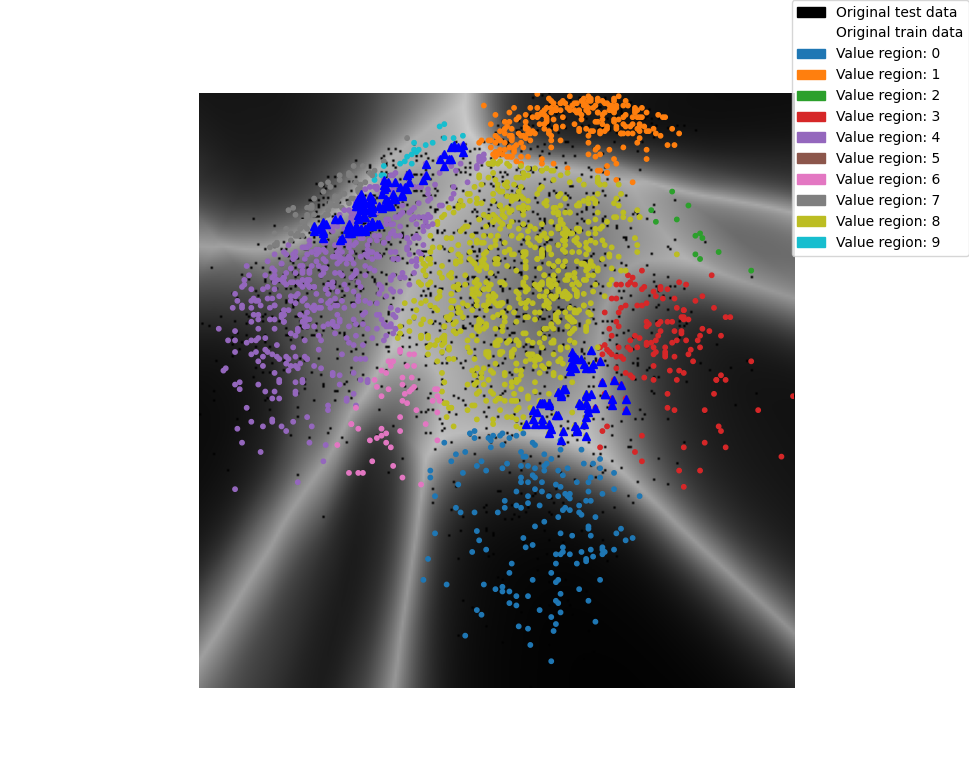 Original test data
Original train data
Value region: 0
Value region: 1
Value region: 2
Value region: 3
Value region: 4
Value region: 5
Value region: 6
Value region: 7
Value region: 8
Value region: 9